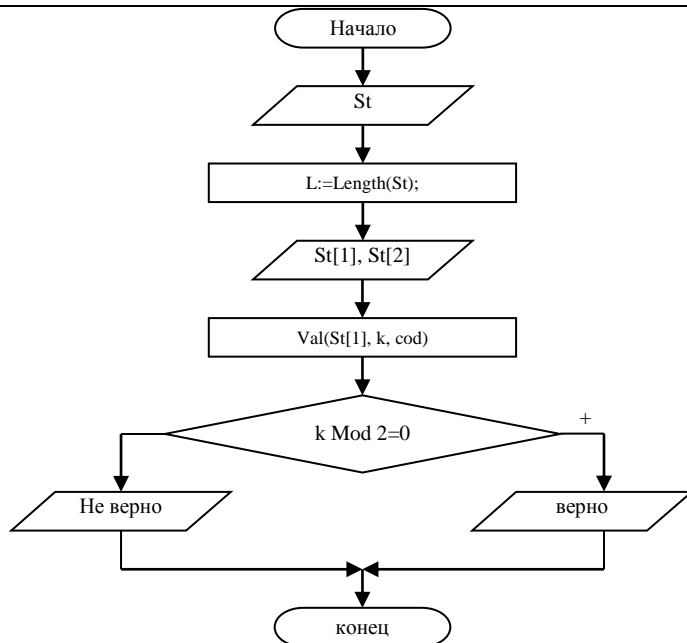 Начало
St
L:=Length(St);
St[1], St[2]
Val(St[1], k, cod)
+
k Mod 2=0
Не верно
верно
конец